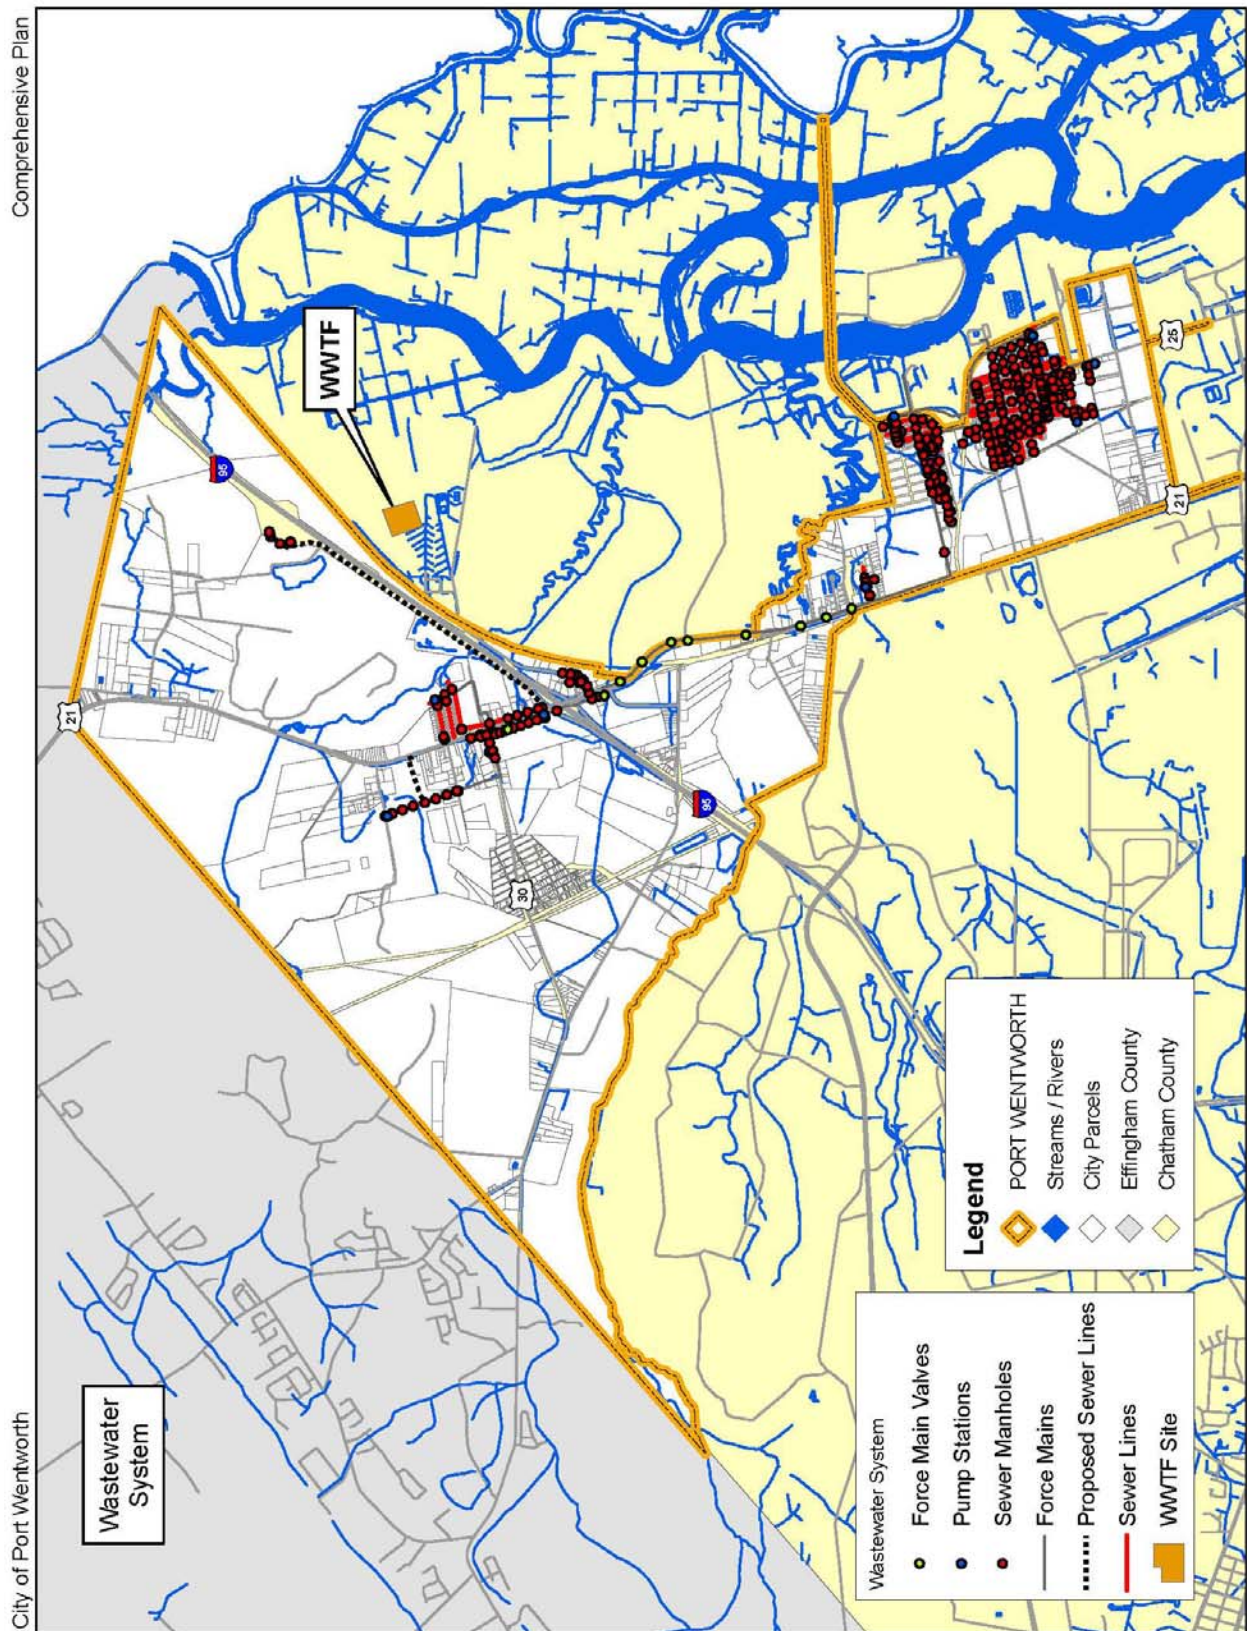 City of Port Wentworth
Comprehensive Plan
Wastewater
System
WWTF
21
95
30
95
21
25
Wastewater System
Force Main Valves
Pump Stations
Sewer Manholes
Force Mains
Proposed Sewer Lines
Sewer Lines
WWTF Site
Legend
PORT WENTWORTH
Streams / Rivers
City Parcels
Effingham County
Chatham County